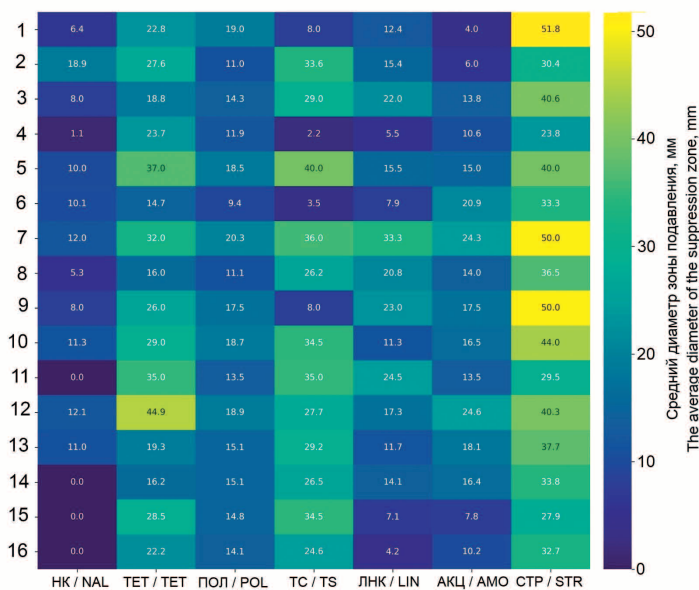 1 6.4 22.8 19.0 8.0 12.4 4.0 51.8
2 18.9 27.6 11.0 33.6 15.4 6.0 30.4
3 8.0 18.8 14.3 29.0 22.0 13.8 40.6
4 1.1 23.7 11.9 2.2 5.5 10.6 23.8
5 10.0 37.0 18.5 40.0 15.5 15.0 40.0
6 10.1 14.7 9.4 3.5 7.9 20.9 33.3
7 12.0 32.0 20.3 36.0 33.3 24.3 50.0
8 5.3 16.0 11.1 26.2 20.8 14.0 36.5
9 8.0 26.0 17.5 8.0 23.0 17.5 50.0
10 11.3 29.0 18.7 34.5 11.3 16.5 44.0
11 0.0 35.0 13.5 35.0 24.5 13.5 29.5
12 12.1 44.9 18.9 27.7 17.3 24.6 40.3
13 11.0 19.3 15.1 29.2 11.7 18.1 37.7
14 0.0 16.2 15.1 26.5 14.1 16.4 33.8
15 0.0 28.5 14.8 34.5 7.1 7.8 27.9
16 0.0 22.2 14.1 24.6 4.2 10.2 32.7
НК / NAL ТЕТ / TET ПОЛ / POL ТС / TS ЛНК / LIN АКЦ / AMO СТР / STR
50
40
30
20
10
0
Средний диаметр зоны подавления, мм
The average diameter of the suppression zone, mm